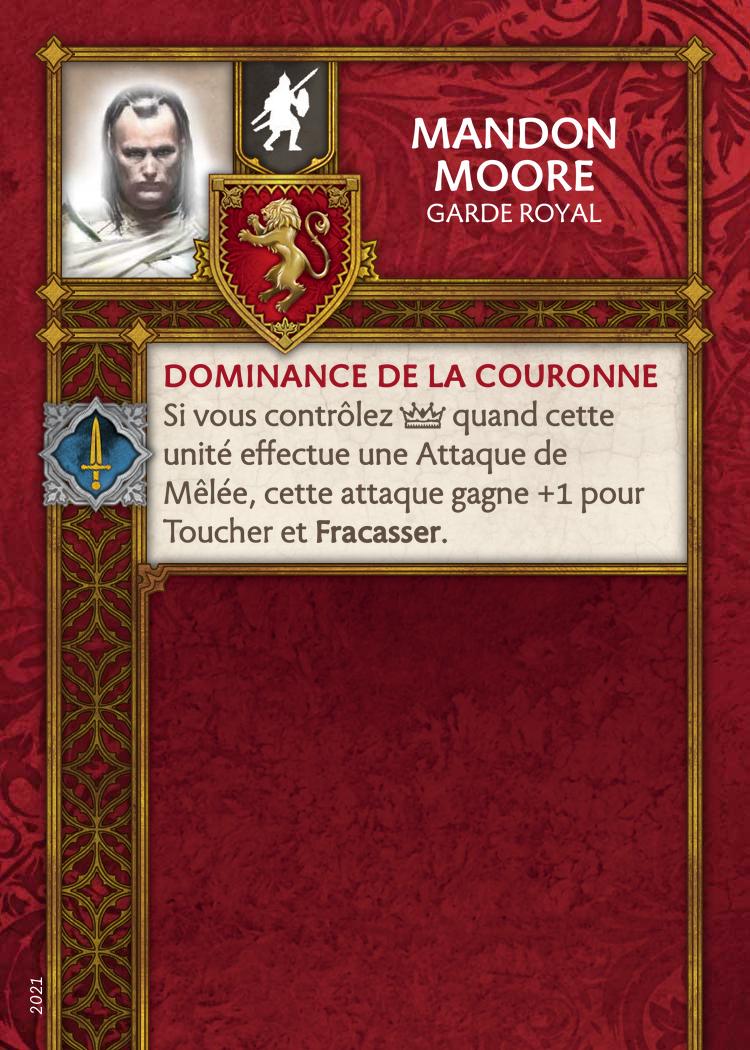 MANDON
MOORE
GARDE ROYAL
DOMINANCE DE LA COURONNE
Si vous contrôlez quand cette
unité effectue une Attaque de
Mêlée, cette attaque gagne +1 pour
Toucher et Fracasser.
2021